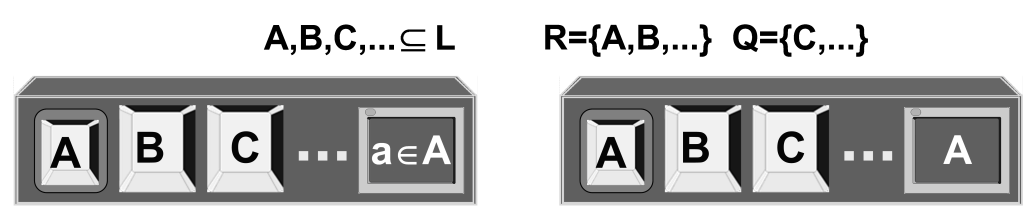 A,B,C,...⊆ L
R={A,B,...} Q={C,...}
A B C ... a∈A
A B C ... A